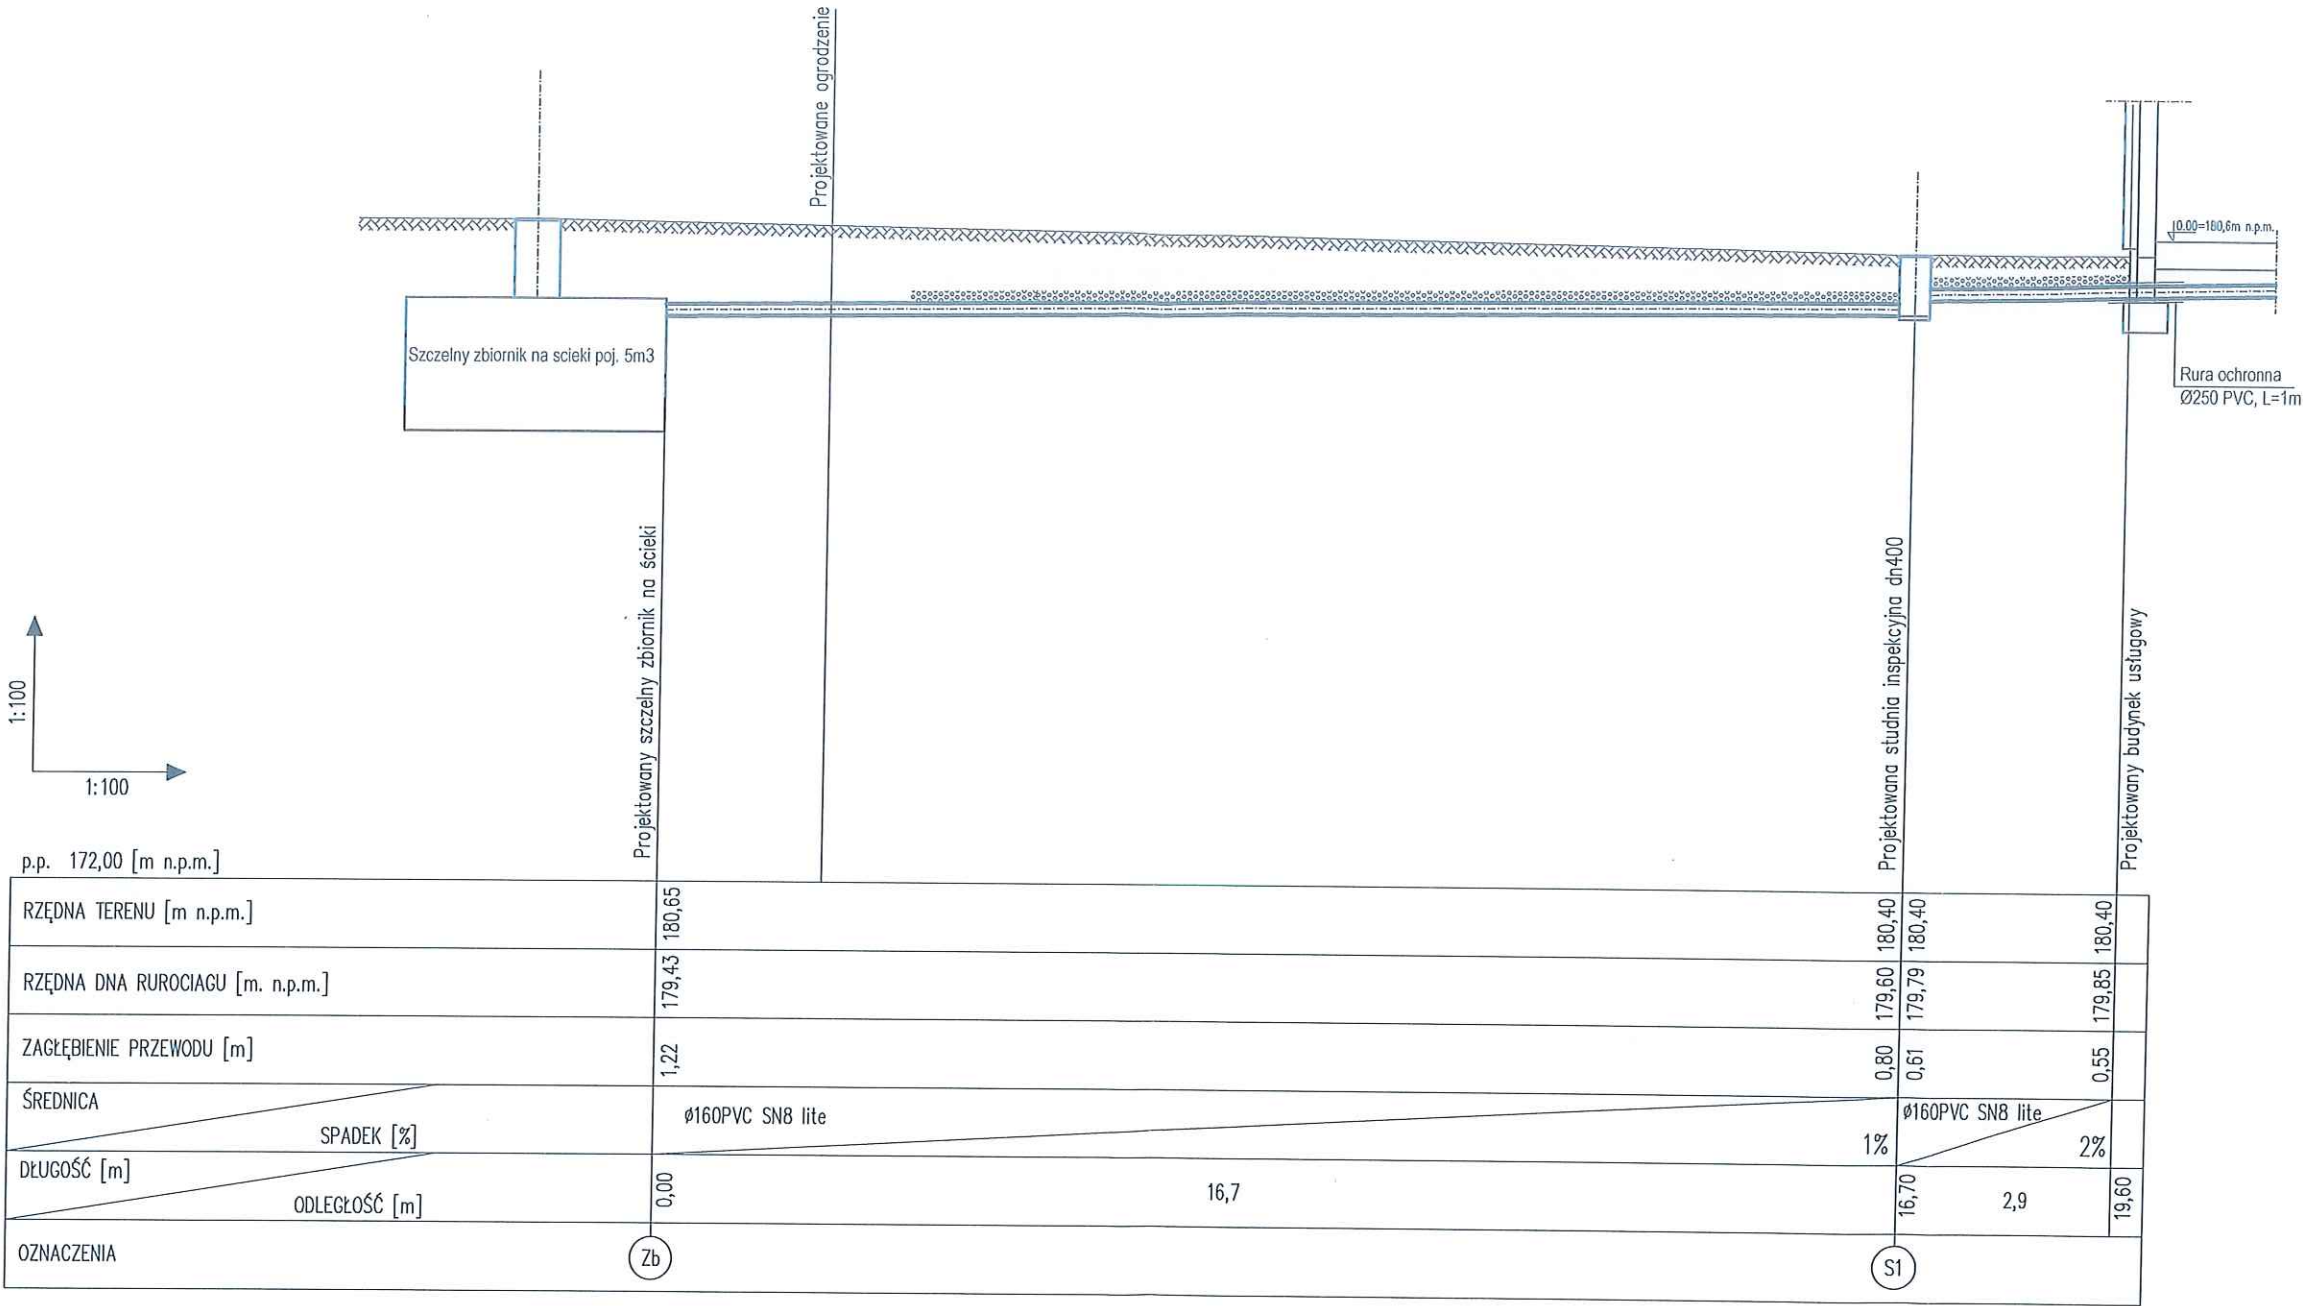 Projektowane ogrodzenie
0.00=180,6m n.p.m.
Szczelny zbiornik na scieki poj. 5m3
Rura ochronna
Ø250 PVC, L=1m
Projektowany szczelny zbiornik na ścieki
Projektowana studnia inspekcyjna dn400
Projektowany budynek usługowy
1:100
1:100
p.p. 172,00 [m n.p.m.]
RZĘDNA TERENU [m n.p.m.] 180,65 180,40 180,40 180,40
RZĘDNA DNA RUROCIAGU [m. n.p.m.] 179,43 179,60 179,79 179,85
ZAGŁĘBIENIE PRZEWODU [m] 1,22 0,80 0,61 0,55
ŚREDNICA ø160PVC SN8 lite ø160PVC SN8 lite
SPADEK [%] 1% 2%
DŁUGOŚĆ [m] 16,7 2,9
ODLEGŁOŚĆ [m] 0,00 16,70 19,60
OZNACZENIA Zb S1